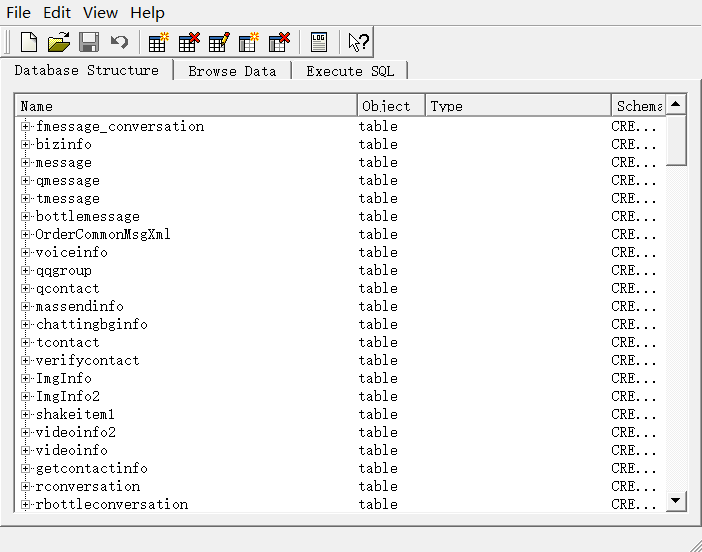 File Edit View Help
LOG
Database Structure Browse Data Execute SQL
Name Object Type Schema
fmessage_conversation table CRE...
bizinfo table CRE...
message table CRE...
qmessage table CRE...
tmessage table CRE...
bottlemessage table CRE...
OrderCommonMsgXml table CRE...
voiceinfo table CRE...
qqgroup table CRE...
qcontact table CRE...
massendinfo table CRE...
chattingbginfo table CRE...
tcontact table CRE...
verifycontact table CRE...
ImgInfo table CRE...
ImgInfo2 table CRE...
shakeitem1 table CRE...
videoinfo2 table CRE...
videoinfo table CRE...
getcontactinfo table CRE...
rconversation table CRE...
rbottleconversation table CRE...